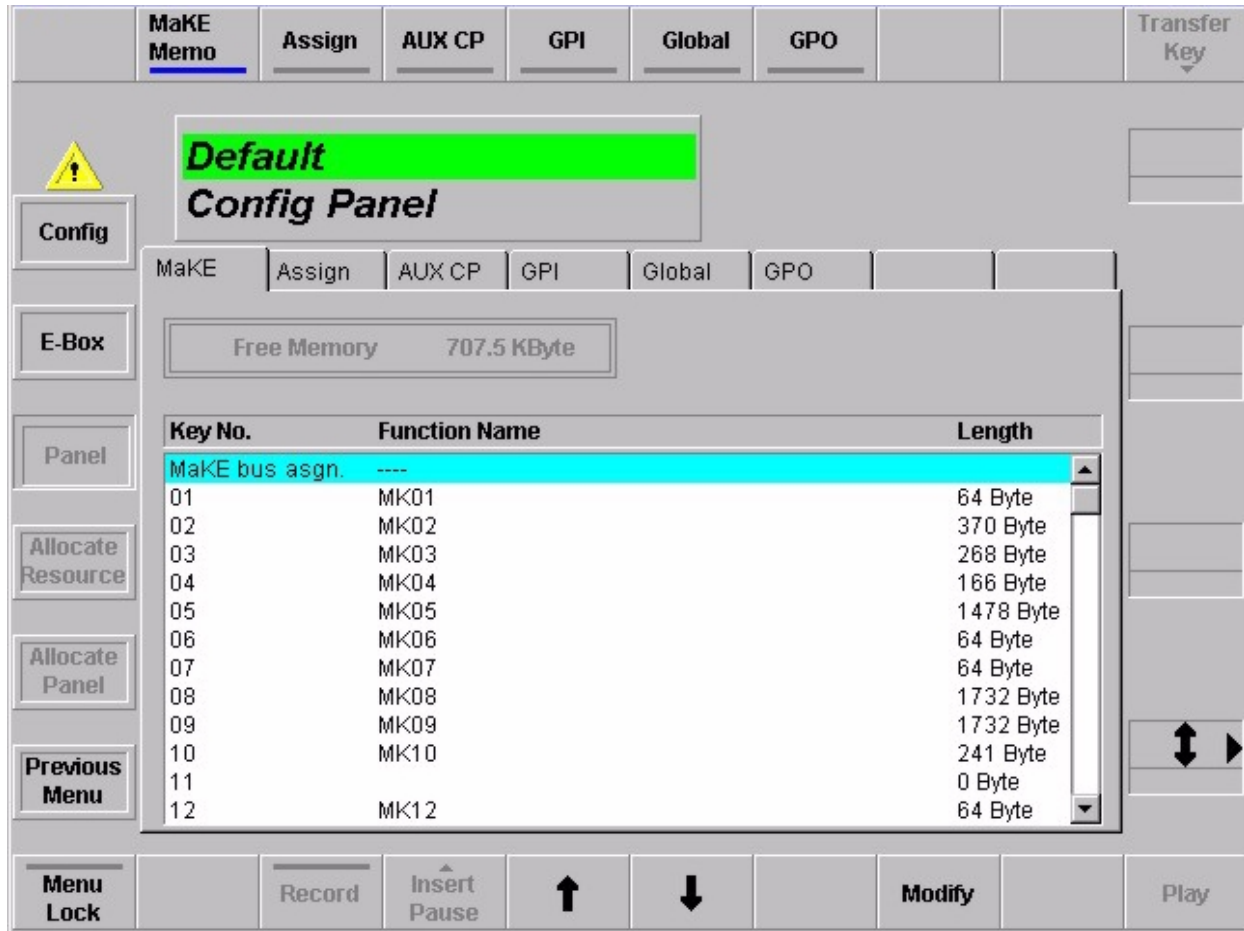 MaKE
Memo
Assign
AUX CP
GPI
Global
GPO
Transfer
Key
Default
Config Panel
Config
MaKE
Assign
AUX CP
GPI
Global
GPO
E-Box
Free Memory 707.5 KByte
Panel
Key No. Function Name Length
MaKE bus asgn. ----
01 MK01 64 Byte
02 MK02 370 Byte
03 MK03 268 Byte
04 MK04 166 Byte
05 MK05 1478 Byte
06 MK06 64 Byte
07 MK07 64 Byte
08 MK08 1732 Byte
09 MK09 1732 Byte
10 MK10 241 Byte
11 0 Byte
12 MK12 64 Byte
Allocate
Resource
Allocate
Panel
Previous
Menu
Menu
Lock
Record
Insert
Pause
Modify
Play